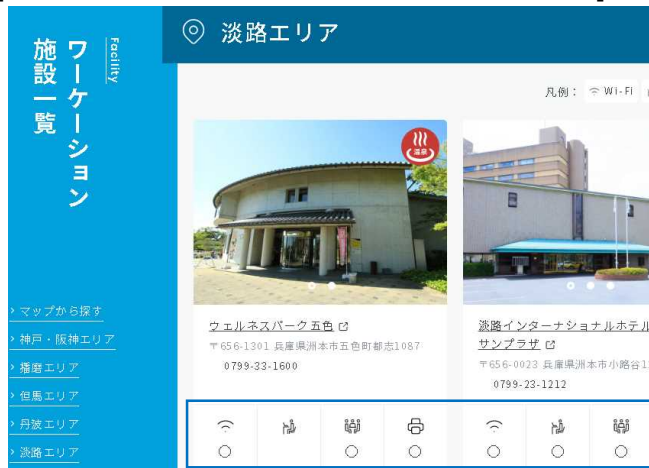 Facility
ワーケーション
施設一覧
マップから探す
神戸・阪神エリア
播磨エリア
但馬エリア
丹波エリア
淡路エリア
淡路エリア
凡例： Wi-Fi
温泉
ウェルネスパーク五色
〒656-1301 兵庫県洲本市五色町都志1087
0799-33-1600
淡路インターナショナルホテル
サンプラザ
〒656-0023 兵庫県洲本市小路谷1
0799-23-1212
○ ○ ○ ○ ○ ○